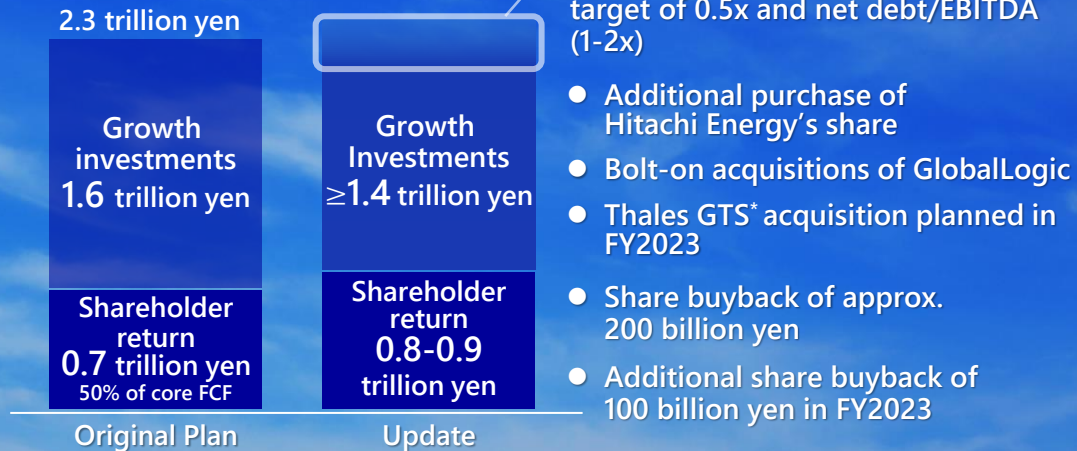 2.3 trillion yen
Growth
investments
1.6 trillion yen
Shareholder
return
0.7 trillion yen
50% of core FCF
Original Plan
Growth
Investments
≥1.4 trillion yen
Shareholder
return
0.8-0.9
trillion yen
Update
target of 0.5x and net debt/EBITDA
(1-2x)
● Additional purchase of
Hitachi Energy’s share
● Bolt-on acquisitions of GlobalLogic
● Thales GTS* acquisition planned in
FY2023
● Share buyback of approx.
200 billion yen
● Additional share buyback of
100 billion yen in FY2023